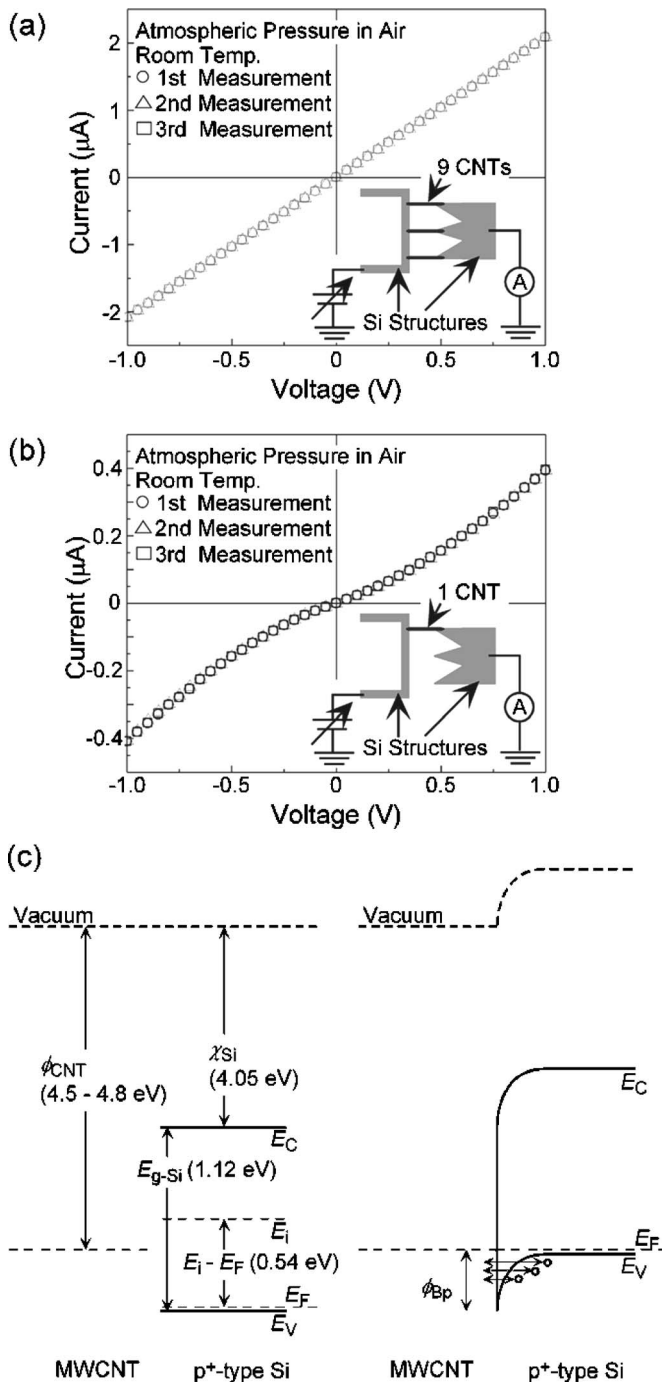 (a)
Atmospheric Pressure in Air
Room Temp.
1st Measurement
2nd Measurement
3rd Measurement
9 CNTs
Si Structures
A
Current (μA)
2
1
0
-1
-2
-1.0 -0.5 0 0.5 1.0
Voltage (V)
(b)
Atmospheric Pressure in Air
Room Temp.
1st Measurement
2nd Measurement
3rd Measurement
1 CNT
Si Structures
A
Current (μA)
0.4
0.2
0
-0.2
-0.4
-1.0 -0.5 0 0.5 1.0
Voltage (V)
(c)
Vacuum
ϕCNT
(4.5 - 4.8 eV)
χSi
(4.05 eV)
EC
Eg-Si (1.12 eV)
Ei
Ei - EF (0.54 eV)
EF
EV
MWCNT p+-type Si
Vacuum
EC
EF
EV
ϕBp
MWCNT p+-type Si